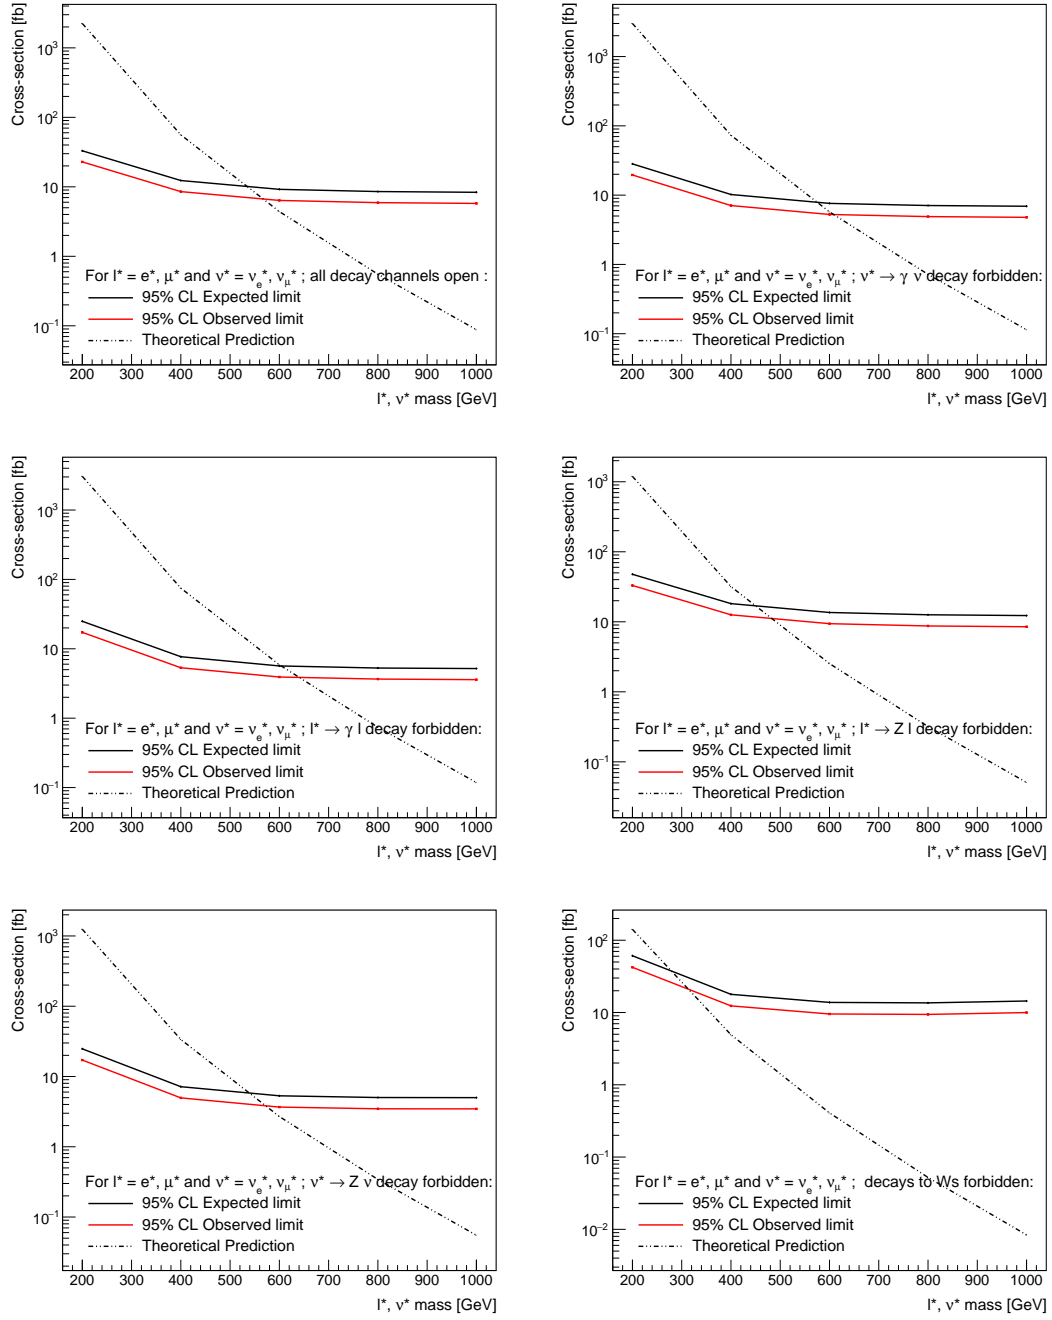 Cross-section [fb]
10³
10²
10
1
10⁻¹
For l* = e*, μ* and ν* = νₑ*, ν_μ* ; all decay channels open :
95% CL Expected limit
95% CL Observed limit
Theoretical Prediction
200 300 400 500 600 700 800 900 1000
l*, ν* mass [GeV]
Cross-section [fb]
10³
10²
10
1
10⁻¹
For l* = e*, μ* and ν* = νₑ*, ν_μ* ; ν* → γ ν decay forbidden:
95% CL Expected limit
95% CL Observed limit
Theoretical Prediction
200 300 400 500 600 700 800 900 1000
l*, ν* mass [GeV]
Cross-section [fb]
10³
10²
10
1
10⁻¹
For l* = e*, μ* and ν* = νₑ*, ν_μ* ; l* → γ l decay forbidden:
95% CL Expected limit
95% CL Observed limit
Theoretical Prediction
200 300 400 500 600 700 800 900 1000
l*, ν* mass [GeV]
Cross-section [fb]
10³
10²
10
1
10⁻¹
For l* = e*, μ* and ν* = νₑ*, ν_μ* ; l* → Z l decay forbidden:
95% CL Expected limit
95% CL Observed limit
Theoretical Prediction
200 300 400 500 600 700 800 900 1000
l*, ν* mass [GeV]
Cross-section [fb]
10³
10²
10
1
10⁻¹
For l* = e*, μ* and ν* = νₑ*, ν_μ* ; ν* → Z ν decay forbidden:
95% CL Expected limit
95% CL Observed limit
Theoretical Prediction
200 300 400 500 600 700 800 900 1000
l*, ν* mass [GeV]
Cross-section [fb]
10²
10
1
10⁻¹
10⁻²
For l* = e*, μ* and ν* = νₑ*, ν_μ* ; decays to Ws forbidden:
95% CL Expected limit
95% CL Observed limit
Theoretical Prediction
200 300 400 500 600 700 800 900 1000
l*, ν* mass [GeV]